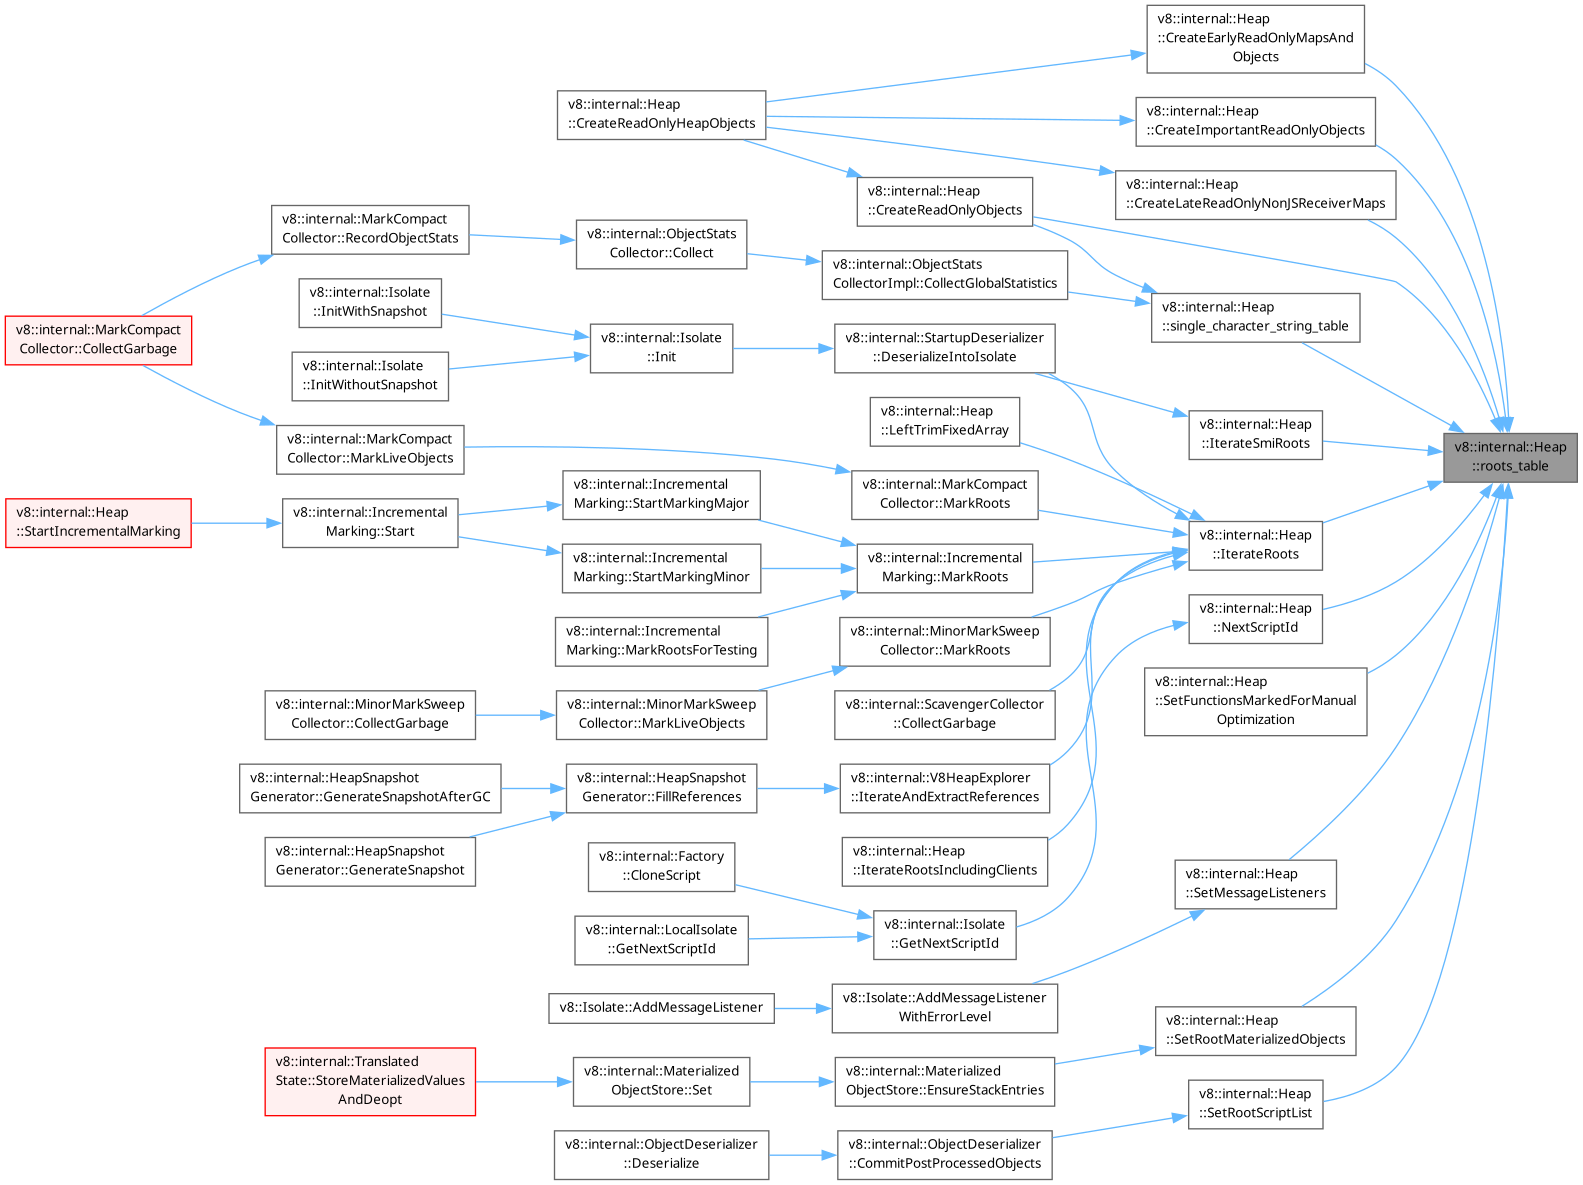 v8::internal::Heap
::CreateEarlyReadOnlyMapsAnd
Objects
v8::internal::Heap
::CreateReadOnlyHeapObjects
v8::internal::Heap
::CreateImportantReadOnlyObjects
v8::internal::Heap
::CreateLateReadOnlyNonJSReceiverMaps
v8::internal::Heap
::CreateReadOnlyObjects
v8::internal::MarkCompact
Collector::RecordObjectStats
v8::internal::ObjectStats
Collector::Collect
v8::internal::ObjectStats
CollectorImpl::CollectGlobalStatistics
v8::internal::Isolate
::InitWithSnapshot
v8::internal::Heap
::single_character_string_table
v8::internal::MarkCompact
Collector::CollectGarbage
v8::internal::Isolate
::Init
v8::internal::StartupDeserializer
::DeserializeIntoIsolate
v8::internal::Isolate
::InitWithoutSnapshot
v8::internal::Heap
::LeftTrimFixedArray
v8::internal::Heap
::IterateSmiRoots
v8::internal::MarkCompact
Collector::MarkLiveObjects
v8::internal::Heap
::roots_table
v8::internal::Incremental
Marking::StartMarkingMajor
v8::internal::MarkCompact
Collector::MarkRoots
v8::internal::Heap
::StartIncrementalMarking
v8::internal::Incremental
Marking::Start
v8::internal::Heap
::IterateRoots
v8::internal::Incremental
Marking::StartMarkingMinor
v8::internal::Incremental
Marking::MarkRoots
v8::internal::Heap
::NextScriptId
v8::internal::Incremental
Marking::MarkRootsForTesting
v8::internal::MinorMarkSweep
Collector::MarkRoots
v8::internal::Heap
::SetFunctionsMarkedForManual
Optimization
v8::internal::MinorMarkSweep
Collector::CollectGarbage
v8::internal::MinorMarkSweep
Collector::MarkLiveObjects
v8::internal::ScavengerCollector
::CollectGarbage
v8::internal::HeapSnapshot
Generator::GenerateSnapshotAfterGC
v8::internal::HeapSnapshot
Generator::FillReferences
v8::internal::V8HeapExplorer
::IterateAndExtractReferences
v8::internal::HeapSnapshot
Generator::GenerateSnapshot
v8::internal::Factory
::CloneScript
v8::internal::Heap
::IterateRootsIncludingClients
v8::internal::Heap
::SetMessageListeners
v8::internal::LocalIsolate
::GetNextScriptId
v8::internal::Isolate
::GetNextScriptId
v8::Isolate::AddMessageListener
v8::Isolate::AddMessageListener
WithErrorLevel
v8::internal::Heap
::SetRootMaterializedObjects
v8::internal::Translated
State::StoreMaterializedValues
AndDeopt
v8::internal::Materialized
ObjectStore::Set
v8::internal::Materialized
ObjectStore::EnsureStackEntries
v8::internal::Heap
::SetRootScriptList
v8::internal::ObjectDeserializer
::Deserialize
v8::internal::ObjectDeserializer
::CommitPostProcessedObjects